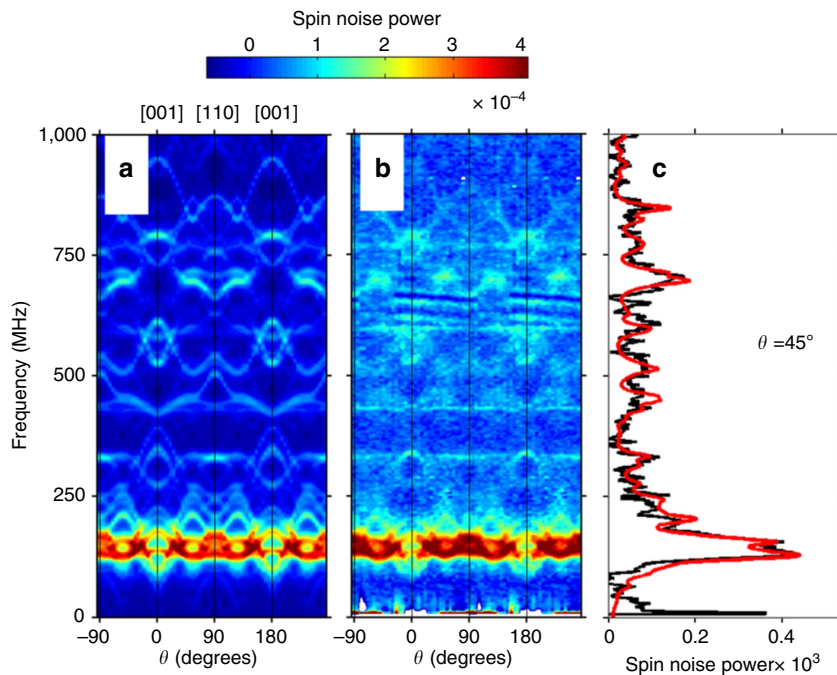 Spin noise power
0 1 2 3 4
× 10⁻⁴
[001] [110] [001]
a
b
c
1,000
750
500
250
0
Frequency (MHz)
θ =45°
−90 0 90 180
θ (degrees)
−90 0 90 180
θ (degrees)
0 0.2 0.4
Spin noise power× 10³